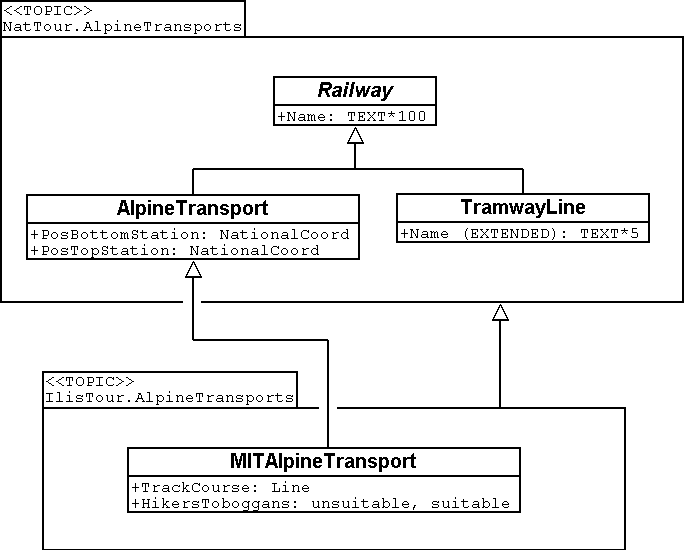 <<TOPIC>>
NatTour.AlpineTransports
Railway
+Name: TEXT*100
AlpineTransport
+PosBottomStation: NationalCoord
+PosTopStation: NationalCoord
TramwayLine
+Name (EXTENDED): TEXT*5
<<TOPIC>>
IlisTour.AlpineTransports
MITAlpineTransport
+TrackCourse: Line
+HikersToboggans: unsuitable, suitable